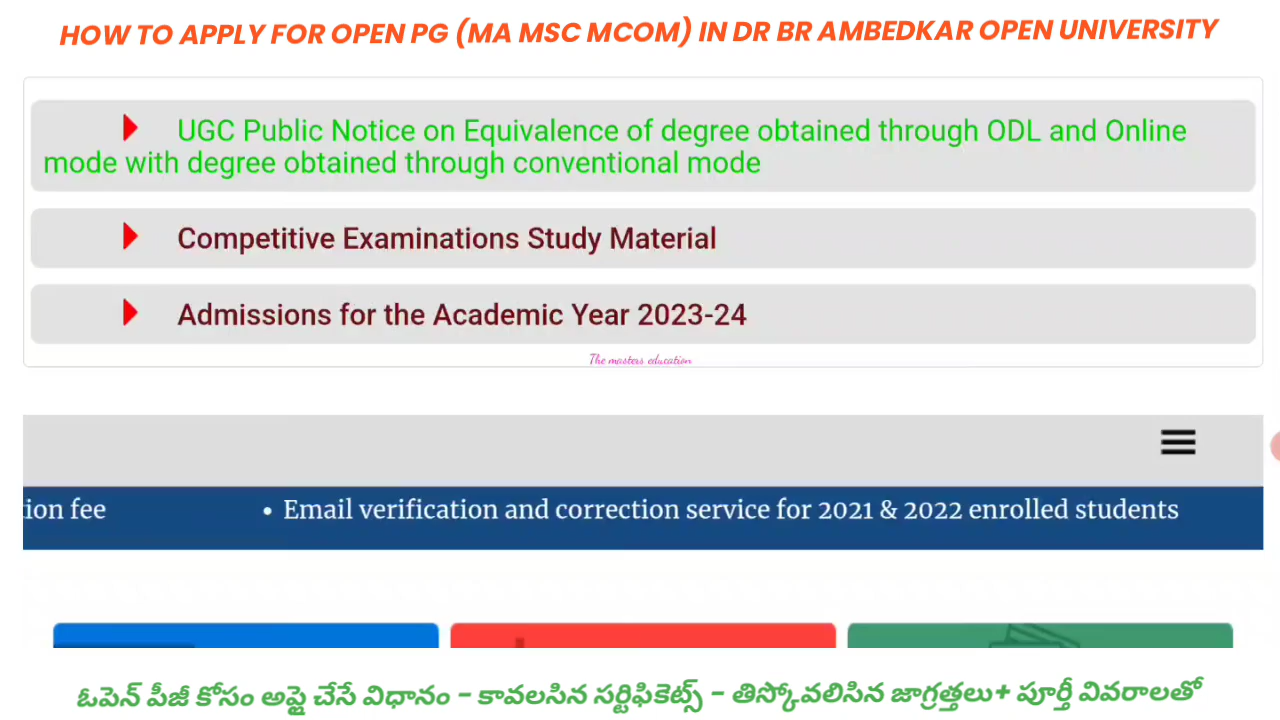 HOW TO APPLY FOR OPEN PG (MA MSC MCOM) IN DR BR AMBEDKAR OPEN UNIVERSITY
UGC Public Notice on Equivalence of degree obtained through ODL and Online
mode with degree obtained through conventional mode
Competitive Examinations Study Material
Admissions for the Academic Year 2023-24
The masters education
ion fee • Email verification and correction service for 2021 & 2022 enrolled students
ఓపెన్ పీజీ కోసం అప్లై చేసే విధానం - కావలసిన సర్టిఫికెట్స్ - తిస్కోవలిసిన జాగ్రత్తలు+ పూర్తీ వివరాలతో